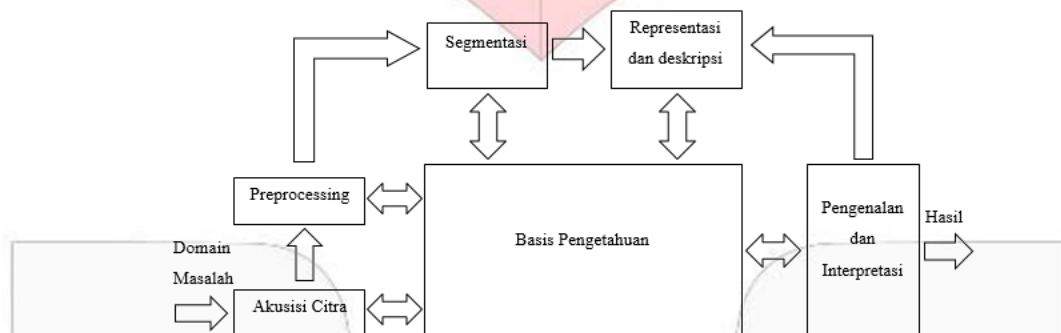 Segmentasi
Representasi
dan deskripsi
Preprocessing
Basis Pengetahuan
Pengenalan
dan
Interpretasi
Hasil
Domain
Masalah
Akusisi Citra